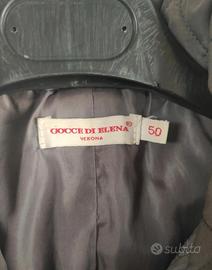 GOCCE DI ELENA®
VERONA
50
subito